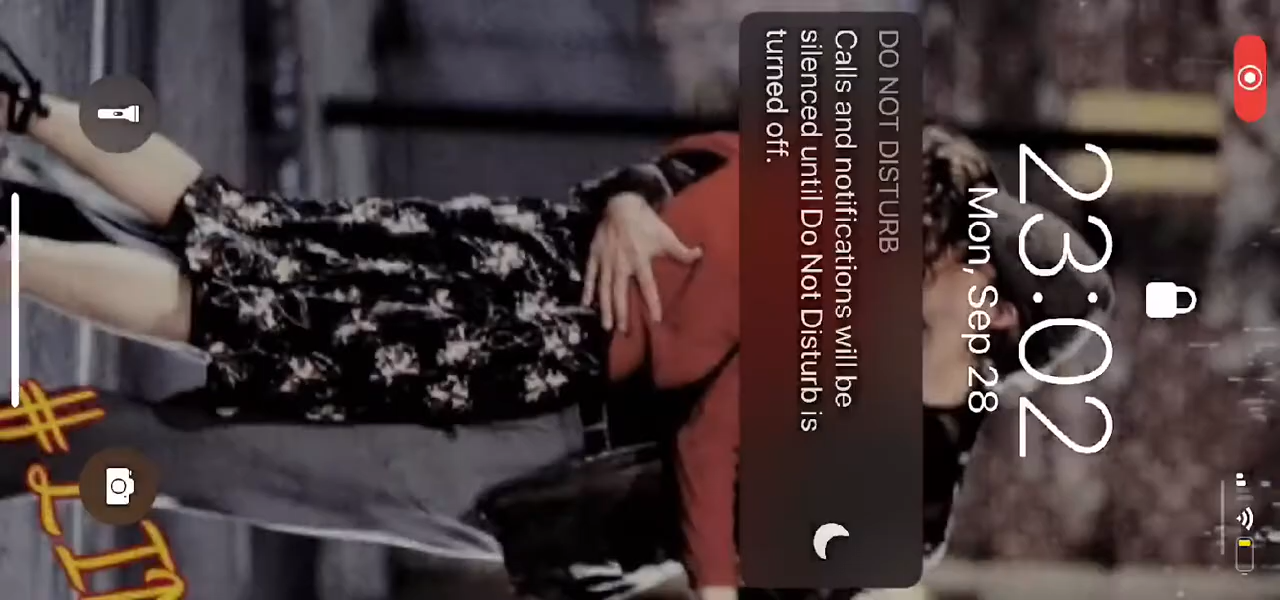 23:02
Mon, Sep 28
DO NOT DISTURB
Calls and notifications will be
silenced until Do Not Disturb is
turned off.